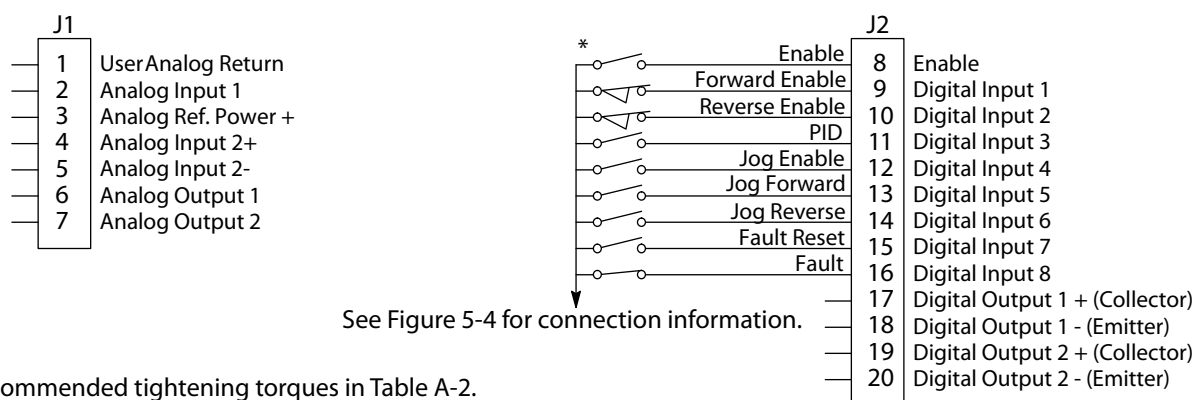 J1
1 UserAnalog Return
2 Analog Input 1
3 Analog Ref. Power +
4 Analog Input 2+
5 Analog Input 2-
6 Analog Output 1
7 Analog Output 2
J2
*
Enable 8 Enable
Forward Enable 9 Digital Input 1
Reverse Enable 10 Digital Input 2
PID 11 Digital Input 3
Jog Enable 12 Digital Input 4
Jog Forward 13 Digital Input 5
Jog Reverse 14 Digital Input 6
Fault Reset 15 Digital Input 7
Fault 16 Digital Input 8
17 Digital Output 1 + (Collector)
18 Digital Output 1 - (Emitter)
19 Digital Output 2 + (Collector)
20 Digital Output 2 - (Emitter)
See Figure 5-4 for connection information.
ommended tightening torques in Table A-2.